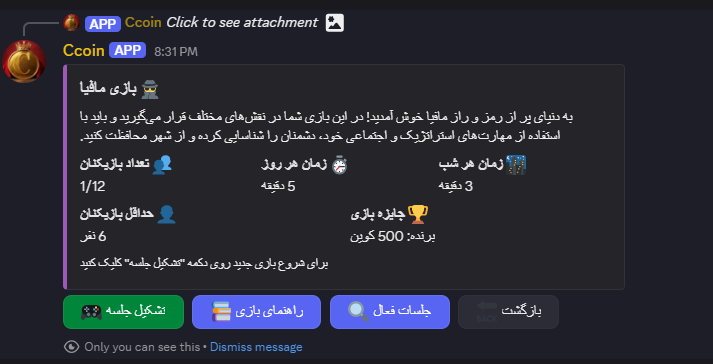 APP Ccoin Click to see attachment
Ccoin APP 8:31 PM
بازی مافیا
به دنیای پر از رمز و راز مافیا خوش آمدید! در این بازی شما در نقش‌های مختلف قرار می‌گیرید و باید با
استفاده از مهارت‌های استراتژیک و اجتماعی خود، دشمنان را شناسایی کرده و از شهر محافظت کنید.
زمان هر شب
3 دقیقه
زمان هر روز
5 دقیقه
تعداد بازیکنان
1/12
جایزه بازی
برنده: 500 کوین
حداقل بازیکنان
6 نفر
برای شروع بازی جدید روی دکمه "تشکیل جلسه" کلیک کنید
تشکیل جلسه
راهنمای بازی
جلسات فعال
بازگشت
Only you can see this • Dismiss message